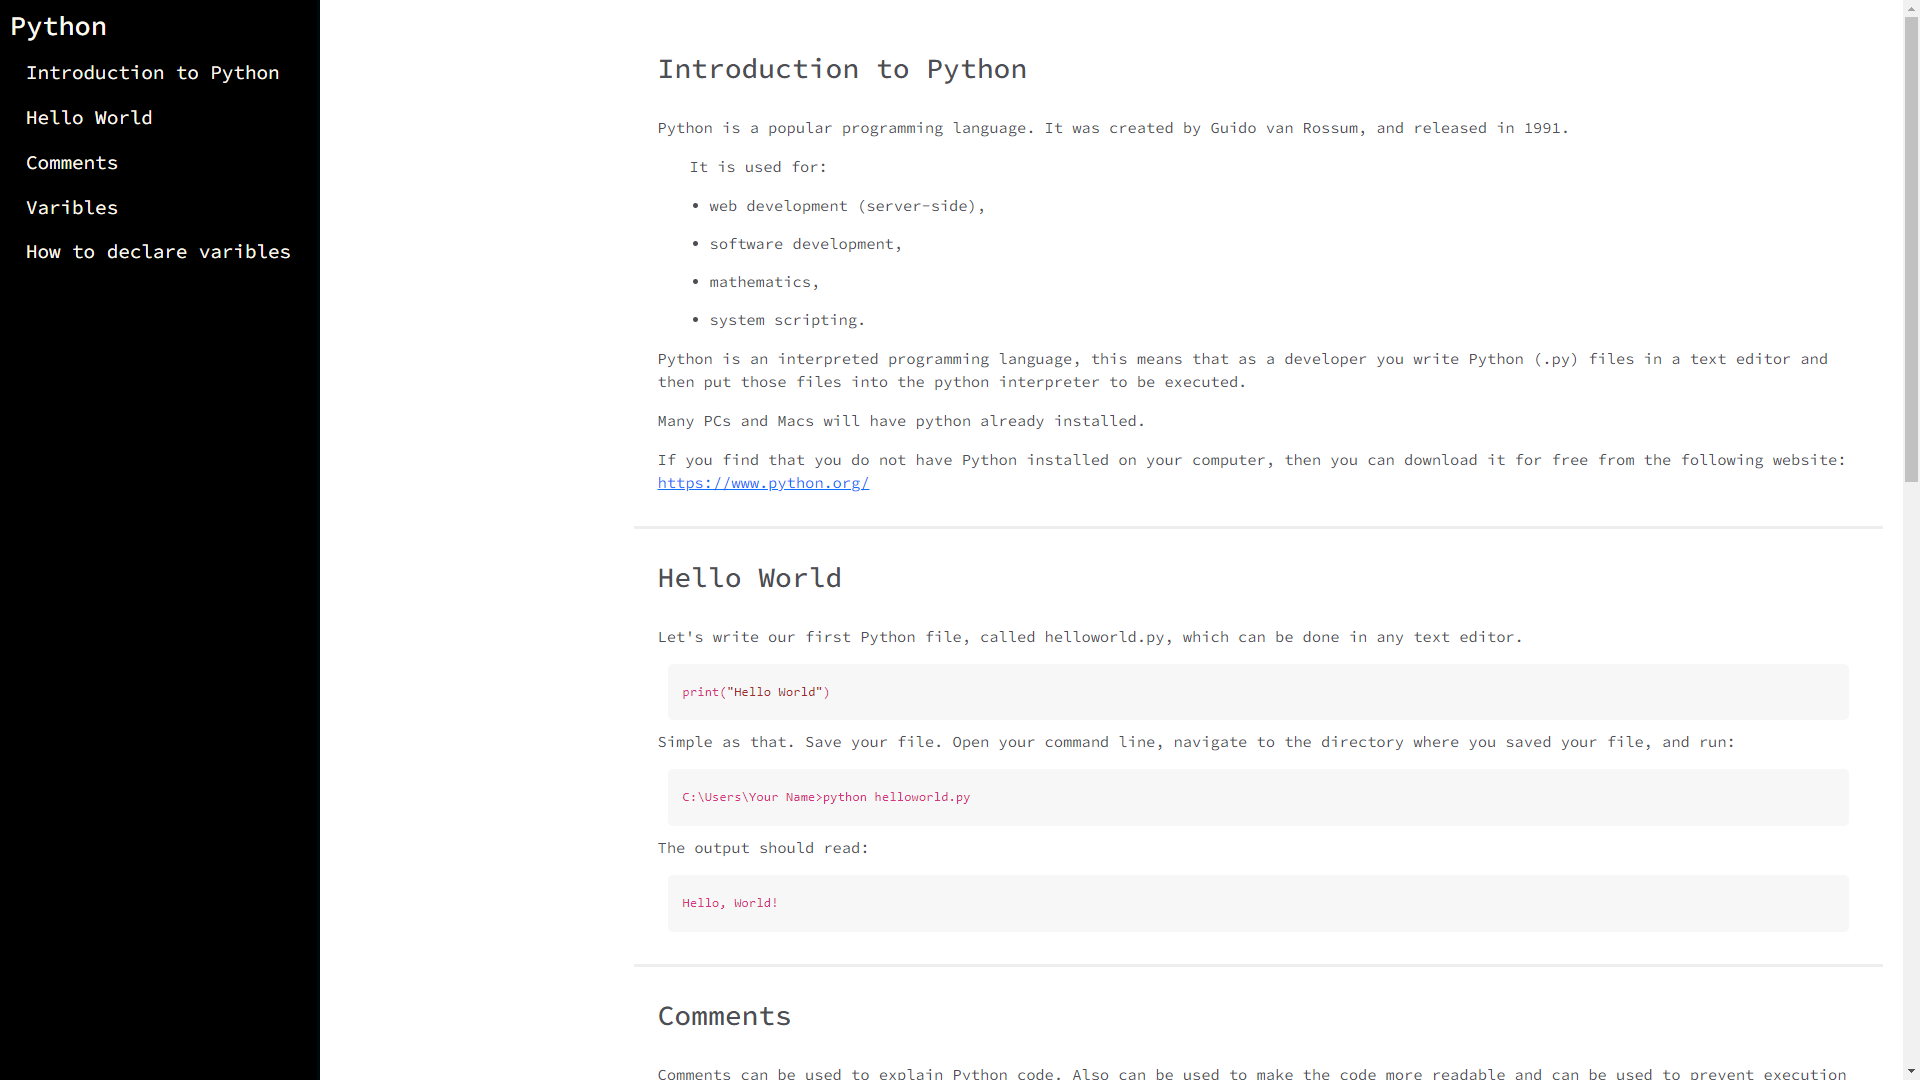 Python
Introduction to Python
Hello World
Comments
Varibles
How to declare varibles
Introduction to Python
Python is a popular programming language. It was created by Guido van Rossum, and released in 1991.
It is used for:
• web development (server-side),
• software development,
• mathematics,
• system scripting.
Python is an interpreted programming language, this means that as a developer you write Python (.py) files in a text editor and
then put those files into the python interpreter to be executed.
Many PCs and Macs will have python already installed.
If you find that you do not have Python installed on your computer, then you can download it for free from the following website:
https://www.python.org/
Hello World
Let's write our first Python file, called helloworld.py, which can be done in any text editor.
print("Hello World")
Simple as that. Save your file. Open your command line, navigate to the directory where you saved your file, and run:
C:\Users\Your Name>python helloworld.py
The output should read:
Hello, World!
Comments
Comments can be used to explain Python code. Also can be used to make the code more readable and can be used to prevent execution